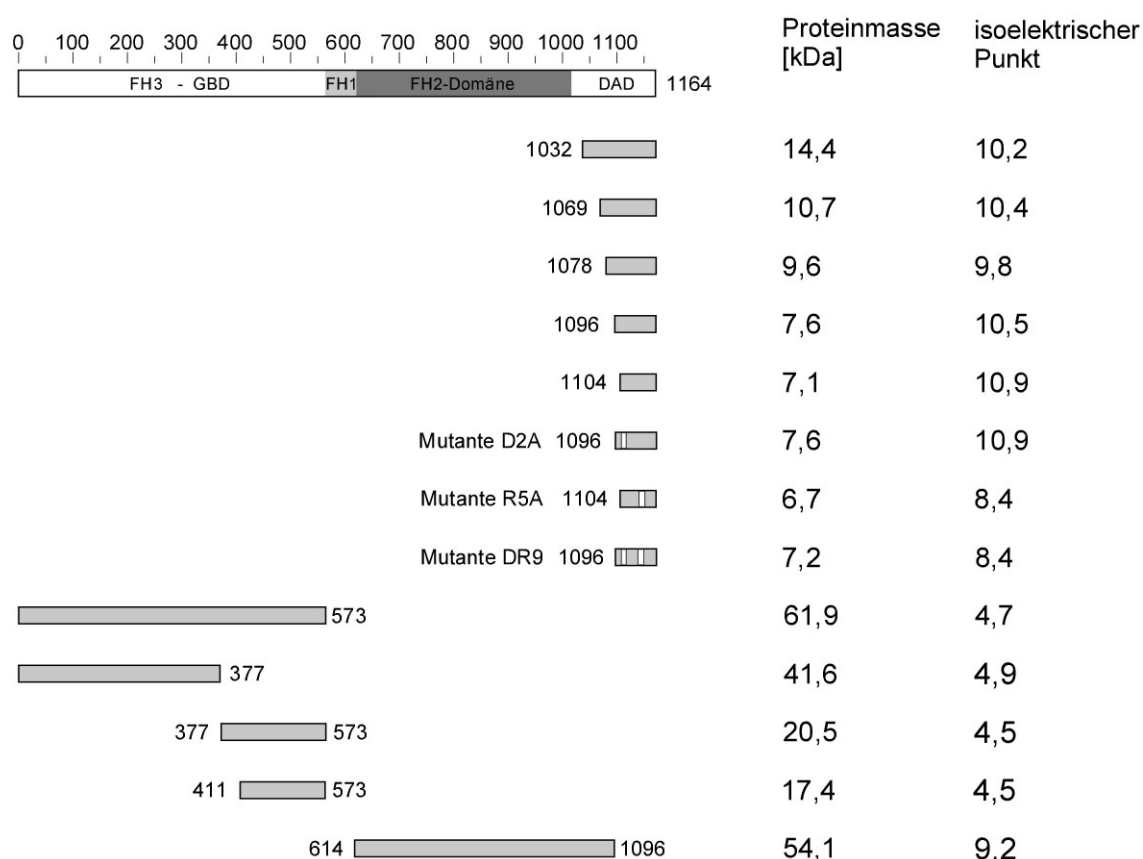 Proteinmasse isoelektrischer
[kDa] Punkt
0 100 200 300 400 500 600 700 800 900 1000 1100
FH3 - GBD FH1 FH2-Domäne DAD 1164
1032 14,4 10,2
1069 10,7 10,4
1078 9,6 9,8
1096 7,6 10,5
1104 7,1 10,9
Mutante D2A 1096 7,6 10,9
Mutante R5A 1104 6,7 8,4
Mutante DR9 1096 7,2 8,4
573 61,9 4,7
377 41,6 4,9
377 573 20,5 4,5
411 573 17,4 4,5
614 1096 54,1 9,2